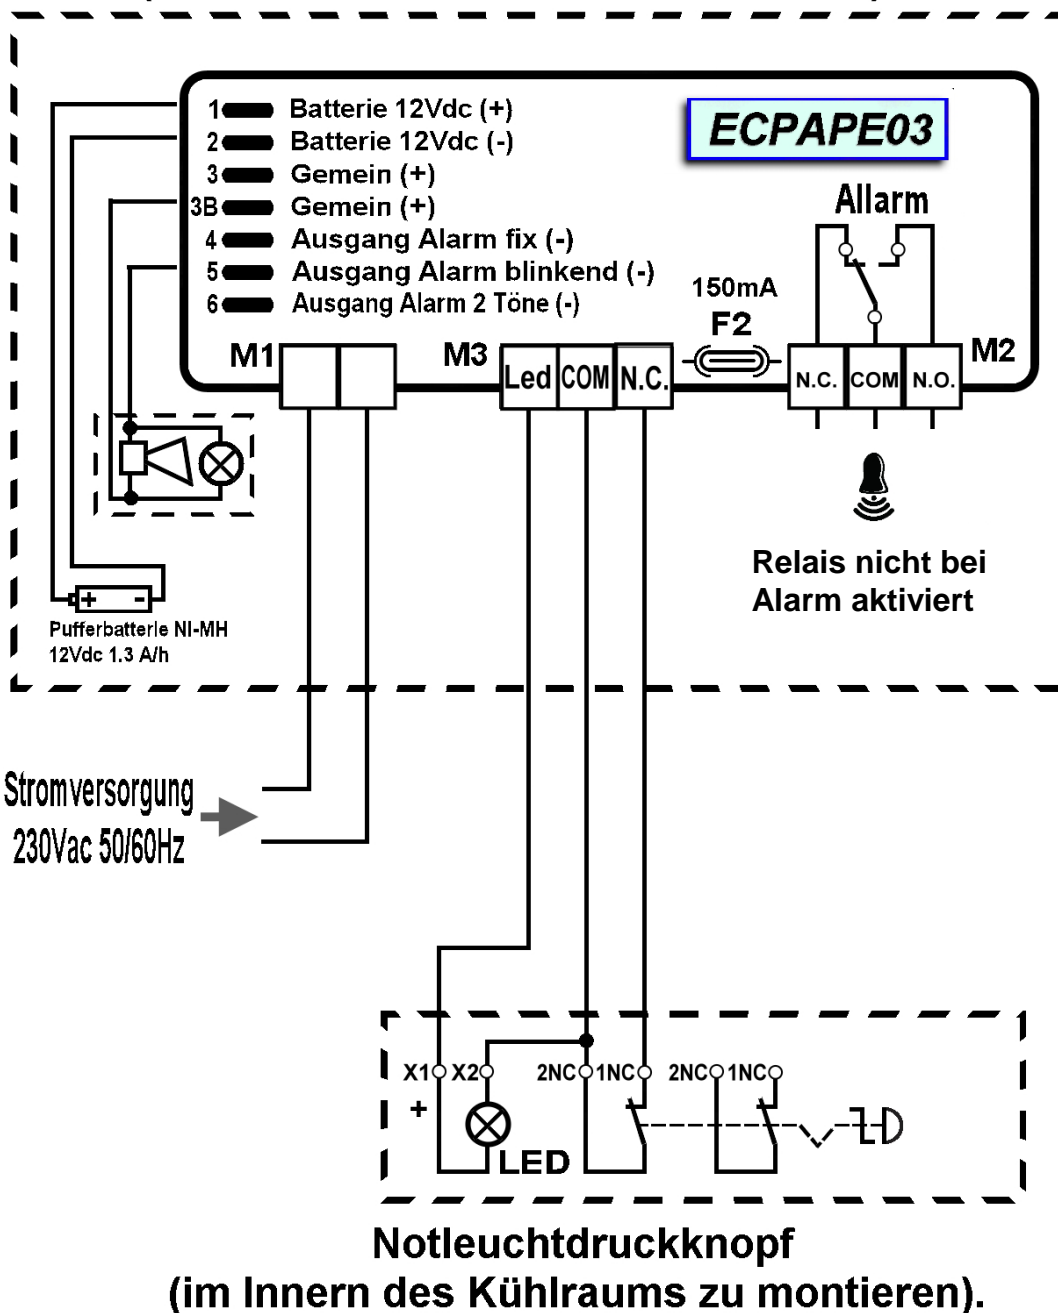 1 Batterie 12Vdc (+)
ECPAPE03
2 Batterie 12Vdc (-)
3 Gemein (+)
3B Gemein (+)
4 Ausgang Alarm fix (-)
5 Ausgang Alarm blinkend (-)
6 Ausgang Alarm 2 Töne (-)
Allarm
150mA
F2
M1
M3
Led COM N.C.
N.C. COM N.O.
M2
Relais nicht bei
Alarm aktiviert
+ -
Pufferbatterie NI-MH
12Vdc 1.3 A/h
Stromversorgung
230Vac 50/60Hz
X1 X2 2NC 1NC 2NC 1NC
+
LED
Notleuchtdruckknopf
(im Innern des Kühlraums zu montieren).